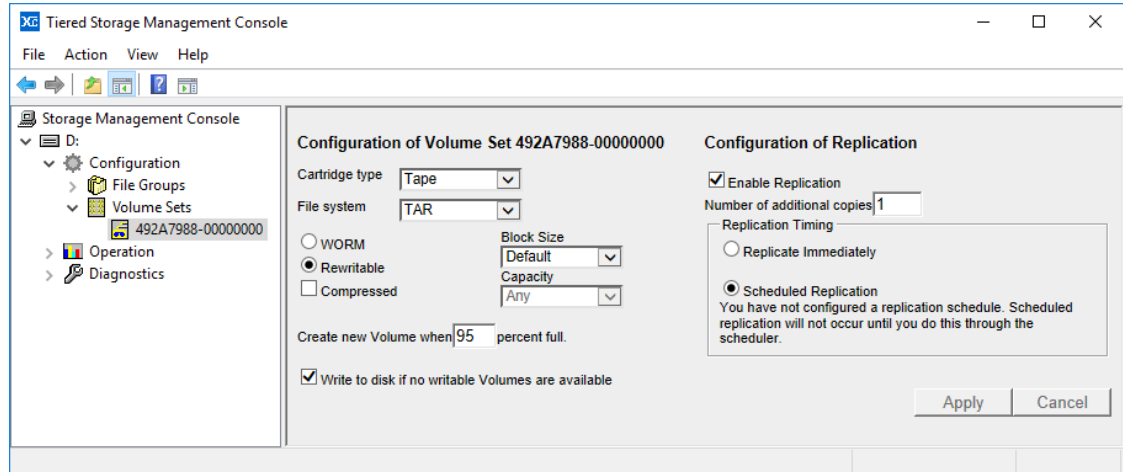 Tiered Storage Management Console
File Action View Help
Storage Management Console
D:
Configuration
File Groups
Volume Sets
492A7988-00000000
Operation
Diagnostics
Configuration of Volume Set 492A7988-00000000
Cartridge type Tape
File system TAR
WORM
Rewritable
Compressed
Block Size
Default
Capacity
Any
Create new Volume when 95 percent full.
Write to disk if no writable Volumes are available
Configuration of Replication
Enable Replication
Number of additional copies 1
Replication Timing
Replicate Immediately
Scheduled Replication
You have not configured a replication schedule. Scheduled
replication will not occur until you do this through the
scheduler.
Apply Cancel